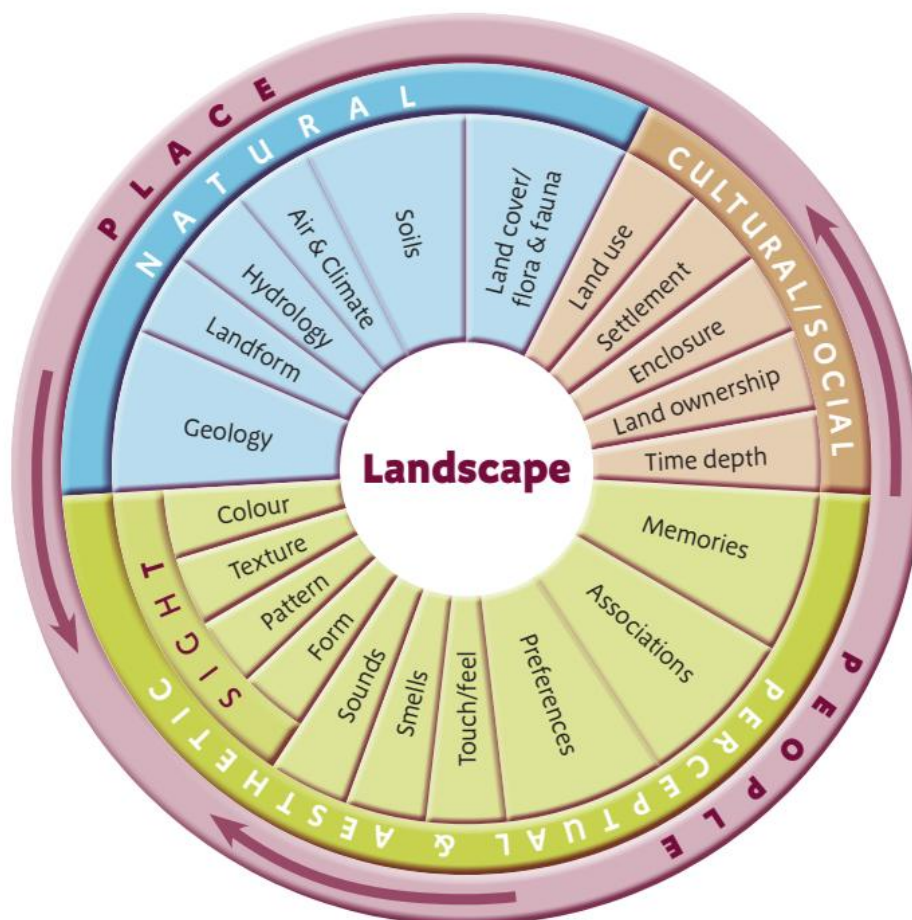 PLACE
NATURAL
CULTURAL/SOCIAL
Geology
Landform
Hydrology
Air & Climate
Soils
Land cover/
flora & fauna
Land use
Settlement
Enclosure
Land ownership
Time depth
Landscape
Memories
Associations
Preferences
Touch/feel
Smells
Sounds
Form
Pattern
Texture
Colour
SIGHT
PERCEPTUAL & AESTHETIC
PEOPLE